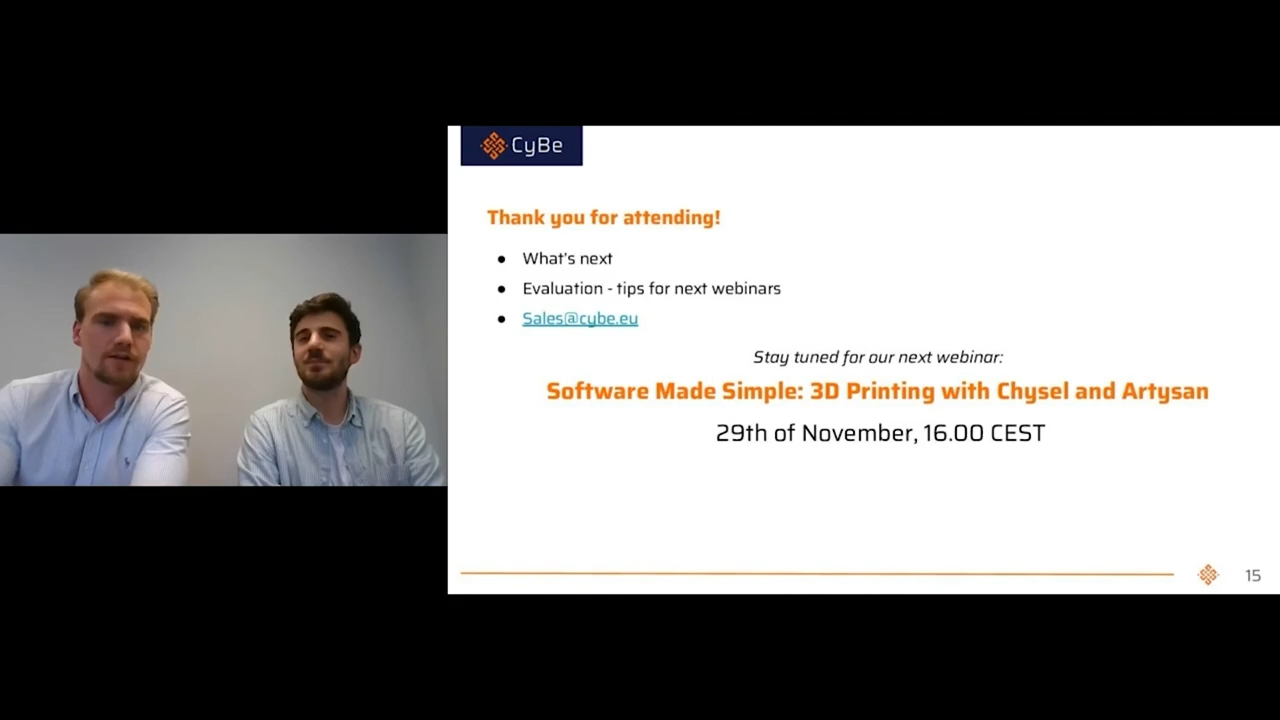 CyBe
Thank you for attending!
● What's next
● Evaluation - tips for next webinars
● Sales@cybe.eu
Stay tuned for our next webinar:
Software Made Simple: 3D Printing with Chysel and Artysan
29th of November, 16.00 CEST
15